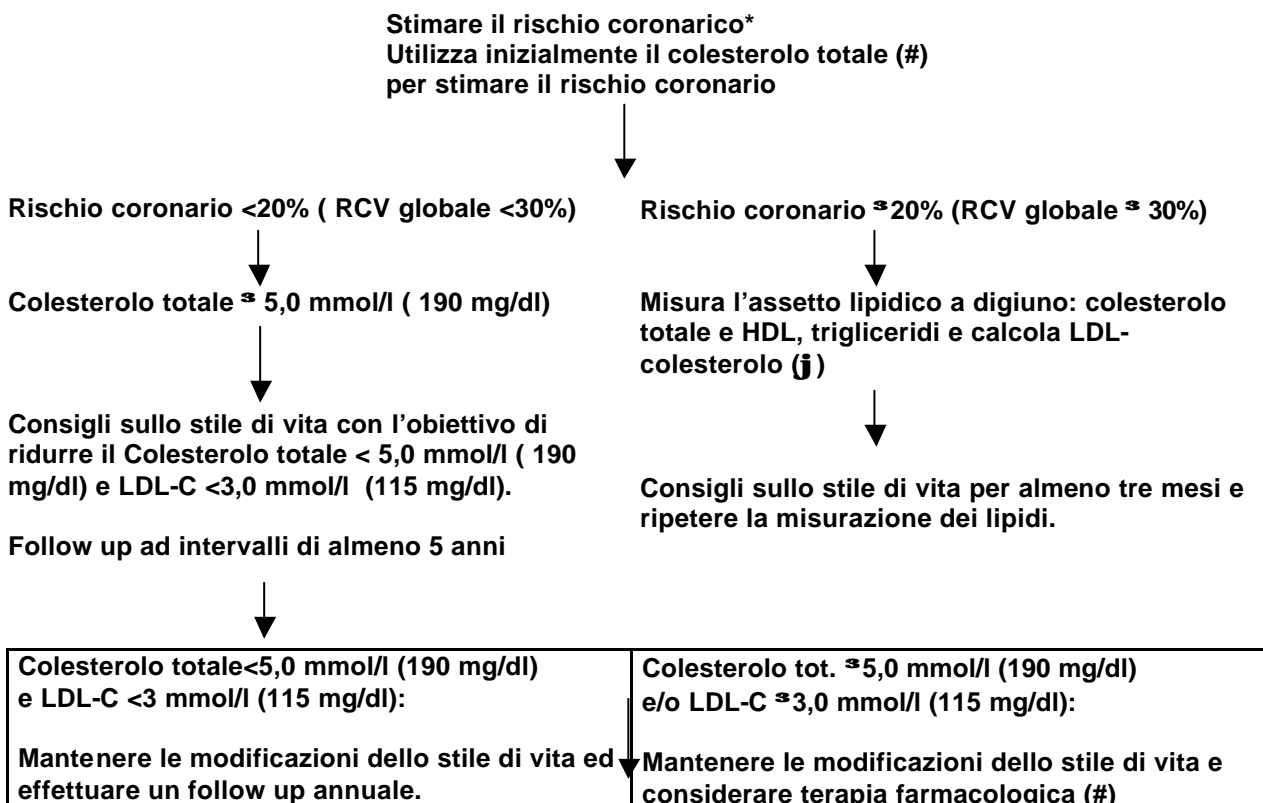 Stimare il rischio coronarico*
Utilizza inizialmente il colesterolo totale (#)
per stimare il rischio coronario
Rischio coronario <20% ( RCV globale <30%)
Colesterolo totale ³ 5,0 mmol/l ( 190 mg/dl)
Consigli sullo stile di vita con l’obiettivo di
ridurre il Colesterolo totale < 5,0 mmol/l ( 190
mg/dl) e LDL-C <3,0 mmol/l (115 mg/dl).
Follow up ad intervalli di almeno 5 anni
Rischio coronario ³20% (RCV globale ³ 30%)
Misura l’assetto lipidico a digiuno: colesterolo
totale e HDL, trigliceridi e calcola LDL-
colesterolo (j)
Consigli sullo stile di vita per almeno tre mesi e
ripetere la misurazione dei lipidi.
Colesterolo totale<5,0 mmol/l (190 mg/dl)
e LDL-C <3 mmol/l (115 mg/dl):
Mantenere le modificazioni dello stile di vita ed
effettuare un follow up annuale.
Colesterolo tot. ³5,0 mmol/l (190 mg/dl)
e/o LDL-C ³3,0 mmol/l (115 mg/dl):
Mantenere le modificazioni dello stile di vita e
considerare terapia farmacologica (#)